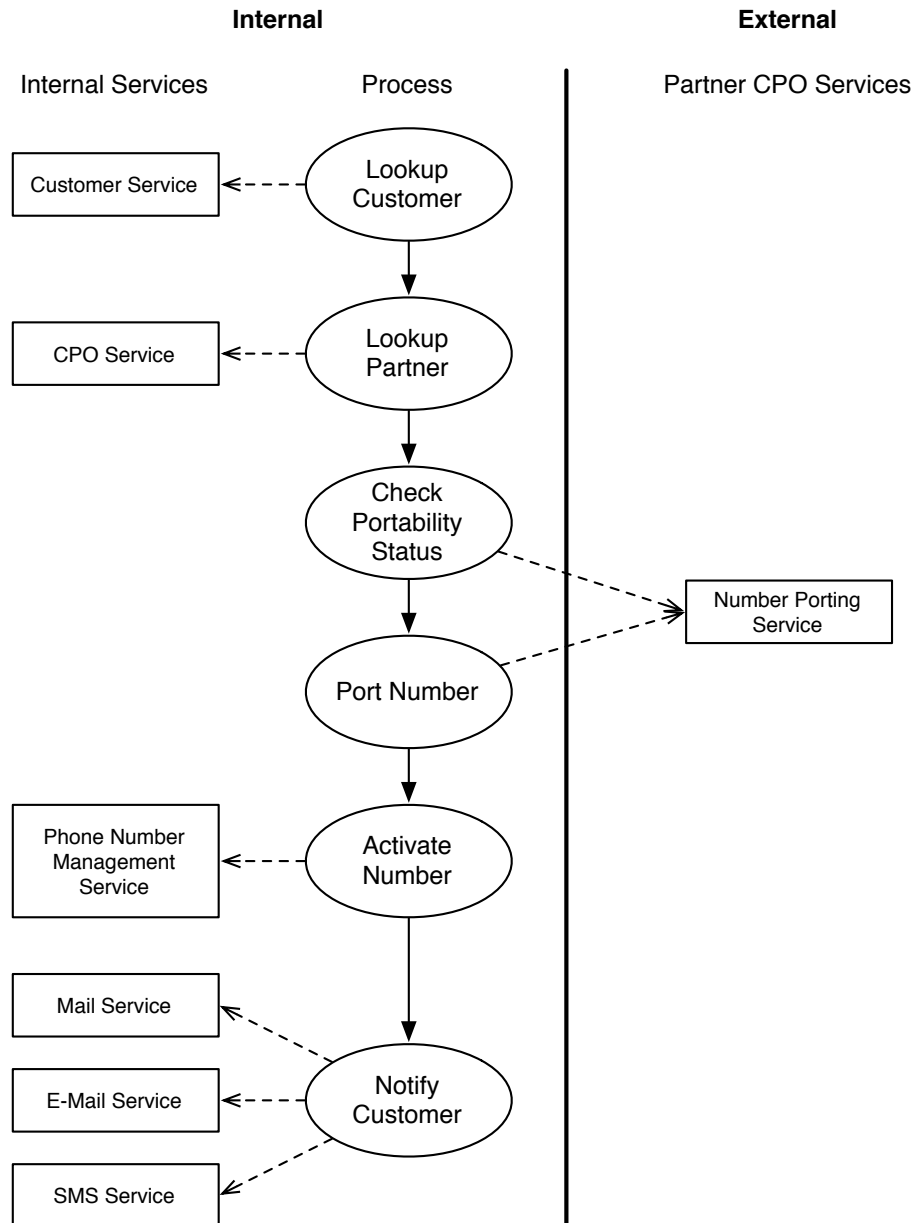 Internal
External
Internal Services
Process
Partner CPO Services
Customer Service
Lookup
Customer
CPO Service
Lookup
Partner
Check
Portability
Status
Number Porting
Service
Port Number
Phone Number
Management
Service
Activate
Number
Mail Service
E-Mail Service
Notify
Customer
SMS Service